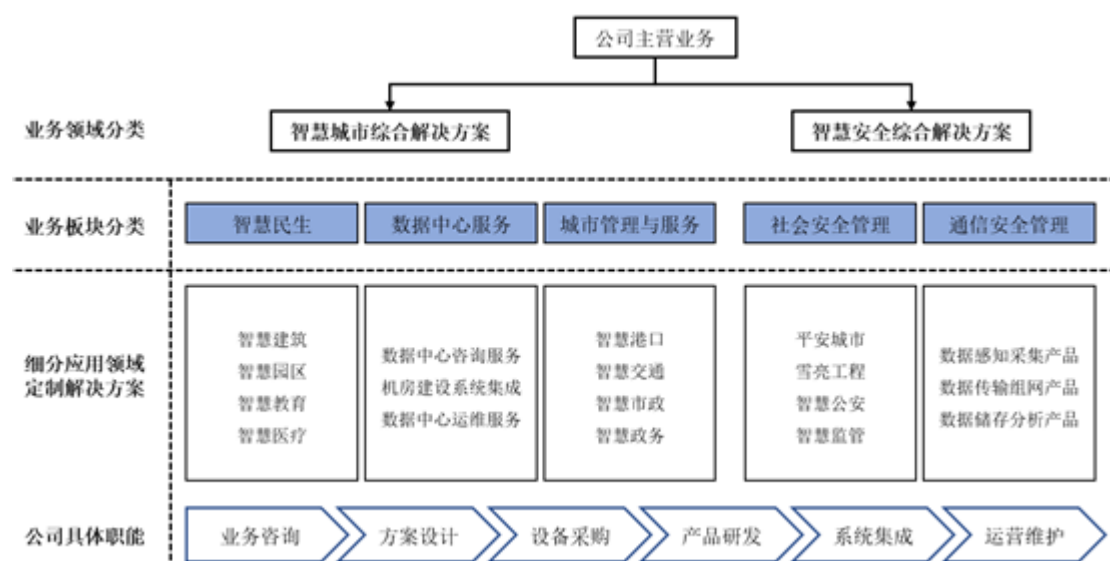 公司主营业务
业务领域分类
智慧城市综合解决方案
智慧安全综合解决方案
业务板块分类
智慧民生
数据中心服务
城市管理与服务
社会安全管理
通信安全管理
细分应用领域
定制解决方案
智慧建筑
智慧园区
智慧教育
智慧医疗
数据中心咨询服务
机房建设系统集成
数据中心运维服务
智慧港口
智慧交通
智慧市政
智慧政务
平安城市
雪亮工程
智慧公安
智慧监管
数据感知采集产品
数据传输组网产品
数据储存分析产品
公司具体职能
业务咨询
方案设计
设备采购
产品研发
系统集成
运营维护